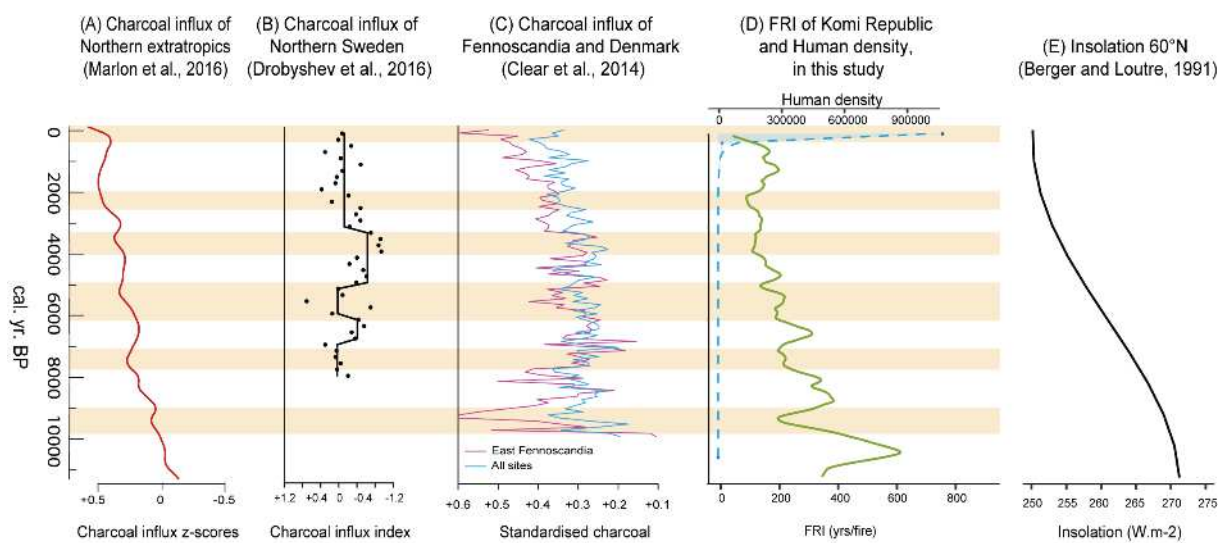 (A) Charcoal influx of
Northern extratropics
(Marlon et al., 2016)
(B) Charcoal influx of
Northern Sweden
(Drobyshev et al., 2016)
(C) Charcoal influx of
Fennoscandia and Denmark
(Clear et al., 2014)
(D) FRI of Komi Republic
and Human density,
in this study
(E) Insolation 60°N
(Berger and Loutre, 1991)
Human density
0 300000 600000 900000
cal. yr. BP
0
2000
4000
6000
8000
10000
East Fennoscandia
All sites
+0.5 0 -0.5
+1.2 +0.4 0 -0.4 -1.2
+0.6 +0.5 +0.4 +0.3 +0.2 +0.1
0 200 400 600 800
250 255 260 265 270 275
Charcoal influx z-scores
Charcoal influx index
Standardised charcoal
FRI (yrs/fire)
Insolation (W.m-2)